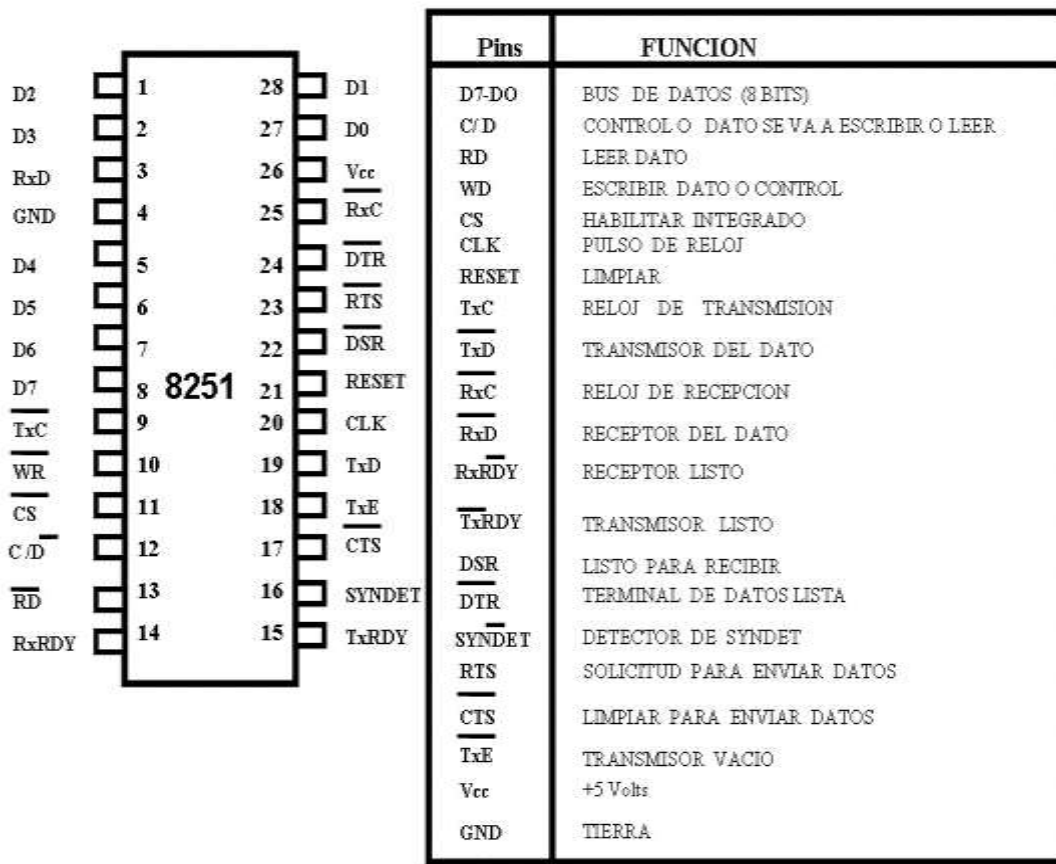 D2 1 28 D1
D3 2 27 D0
RxD 3 26 Vcc
GND 4 25 RxC
D4 5 24 DTR
D5 6 23 RTS
D6 7 22 DSR
D7 8 8251 21 RESET
TxC 9 20 CLK
WR 10 19 TxD
CS 11 18 TxE
C/D 12 17 CTS
RD 13 16 SYNDET
RxRDY 14 15 TxRDY
Pins FUNCION
D7-DO BUS DE DATOS (8 BITS)
C/D CONTROL O DATO SE VA A ESCRIBIR O LEER
RD LEER DATO
WD ESCRIBIR DATO O CONTROL
CS HABILITAR INTEGRADO
CLK PULSO DE RELOJ
RESET LIMPIAR
TxC RELOJ DE TRANSMISION
TxD TRANSMISOR DEL DATO
RxC RELOJ DE RECEPCION
RxD RECEPTOR DEL DATO
RxRDY RECEPTOR LISTO
TxRDY TRANSMISOR LISTO
DSR LISTO PARA RECIBIR
DTR TERMINAL DE DATOS LISTA
SYNDET DETECTOR DE SYNDET
RTS SOLICITUD PARA ENVIAR DATOS
CTS LIMPIAR PARA ENVIAR DATOS
TxE TRANSMISOR VACIO
Vcc +5 Volts
GND TIERRA